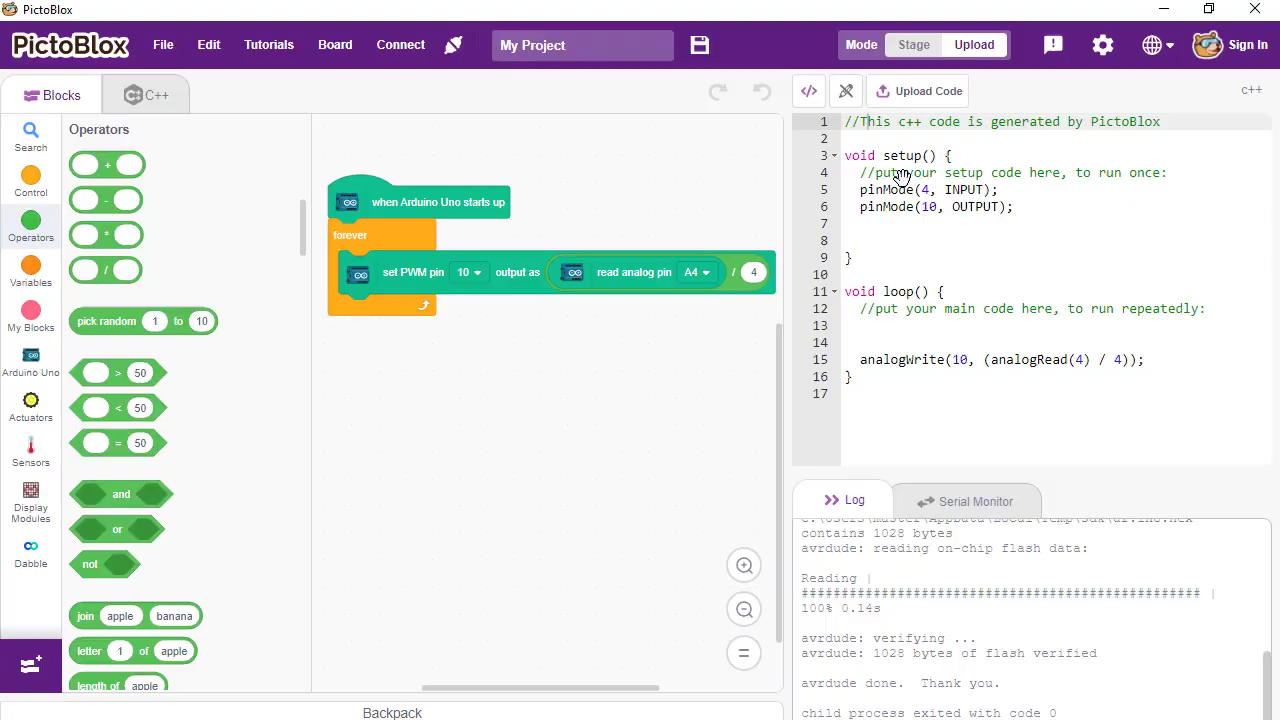 PictoBlox
PictoBlox File Edit Tutorials Board Connect My Project Mode Stage Upload Sign In
Blocks C++
Upload Code C++
Search
Control
Operators
Variables
My Blocks
Arduino Uno
Actuators
Sensors
Display
Modules
Dabble
Operators
+
-
*
/
pick random 1 to 10
> 50
< 50
= 50
and
or
not
join apple banana
letter 1 of apple
length of apple
when Arduino Uno starts up
forever
set PWM pin 10 output as read analog pin A4 / 4
Backpack
1 //This c++ code is generated by PictoBlox
2
3 void setup() {
4 //put your setup code here, to run once:
5 pinMode(4, INPUT);
6 pinMode(10, OUTPUT);
7
8
9 }
10
11 void loop() {
12 //put your main code here, to run repeatedly:
13
14
15 analogWrite(10, (analogRead(4) / 4));
16 }
17
Log Serial Monitor
contains 1028 bytes
avrdude: reading on-chip flash data:
Reading |
################################################## |
100% 0.14s
avrdude: verifying ...
avrdude: 1028 bytes of flash verified
avrdude done. Thank you.
child process exited with code 0